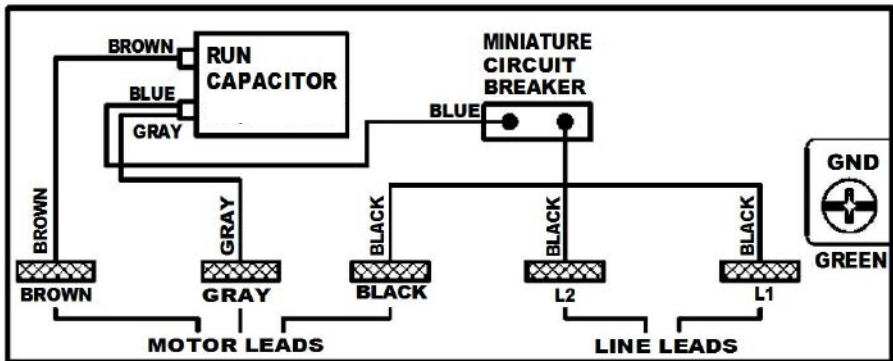 BROWN
RUN
CAPACITOR
BLUE
GRAY
MINIATURE
CIRCUIT
BREAKER
BLUE
GND
BROWN
GRAY
BLACK
BLACK
BLACK
GREEN
BROWN
GRAY
BLACK
L2
L1
MOTOR LEADS
LINE LEADS